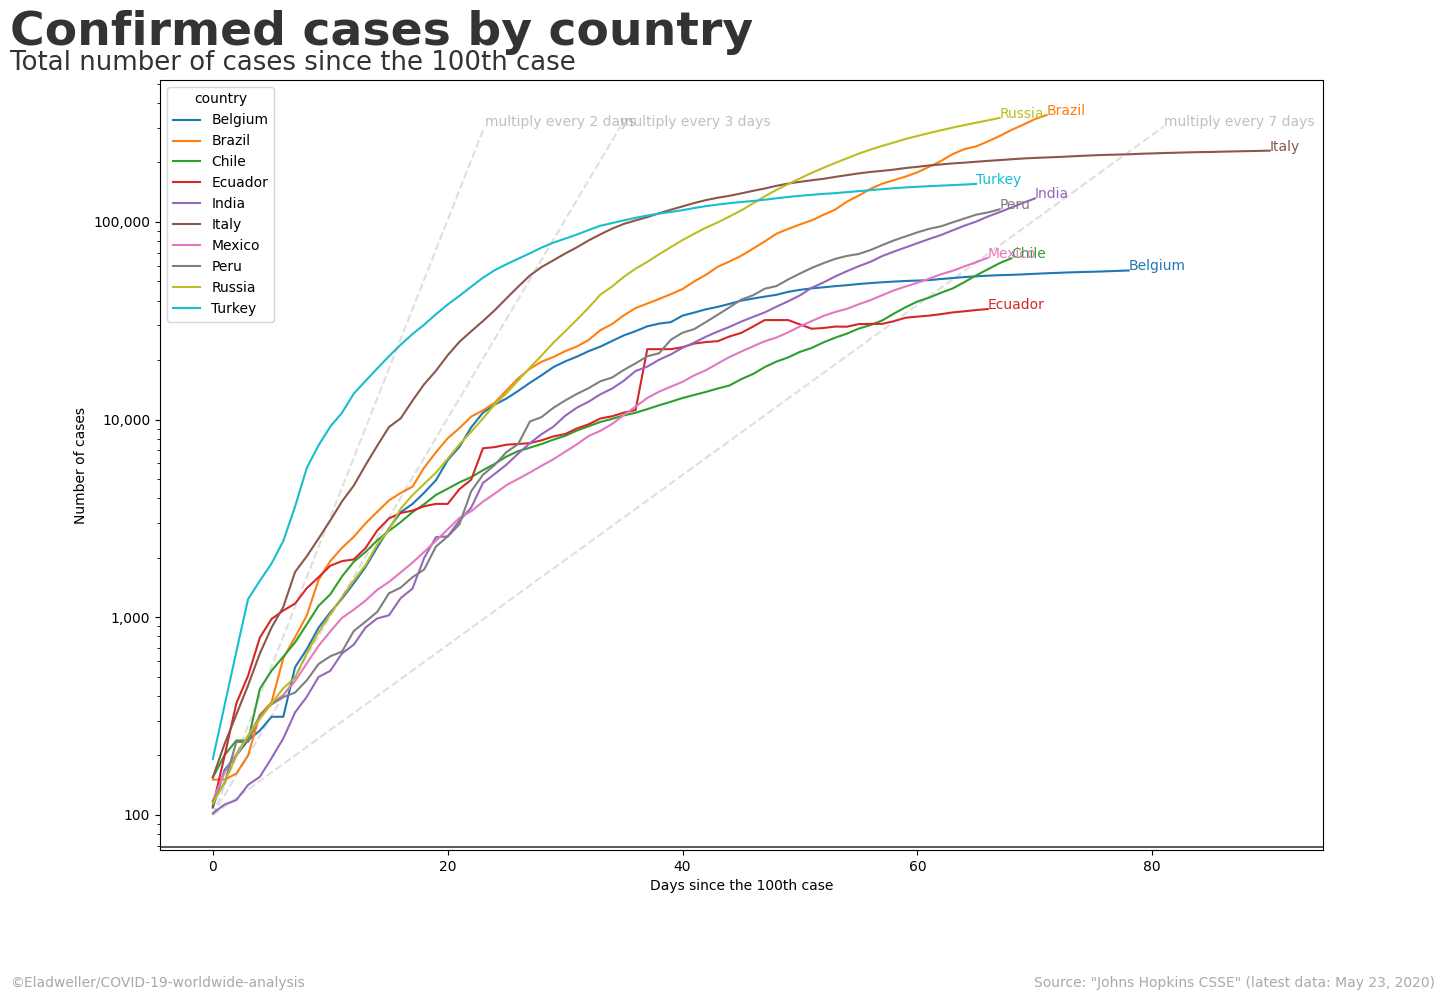 Confirmed cases by country
Total number of cases since the 100th case
country
Belgium
Brazil
Chile
Ecuador
India
Italy
Mexico
Peru
Russia
Turkey
multiply every 2 days
multiply every 3 days
multiply every 7 days
Russia
Brazil
Italy
Turkey
India
Peru
Mexico
Chile
Belgium
Ecuador
100,000
10,000
1,000
100
Number of cases
0 20 40 60 80
Days since the 100th case
©Eladweller/COVID-19-worldwide-analysis
Source: "Johns Hopkins CSSE" (latest data: May 23, 2020)